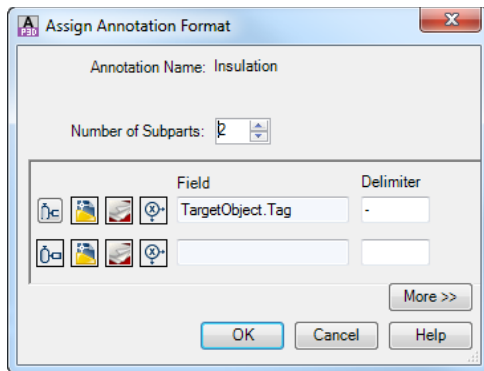 Assign Annotation Format
Annotation Name: Insulation
Number of Subparts: 2
Field Delimiter
TargetObject.Tag -
More >>
OK Cancel Help